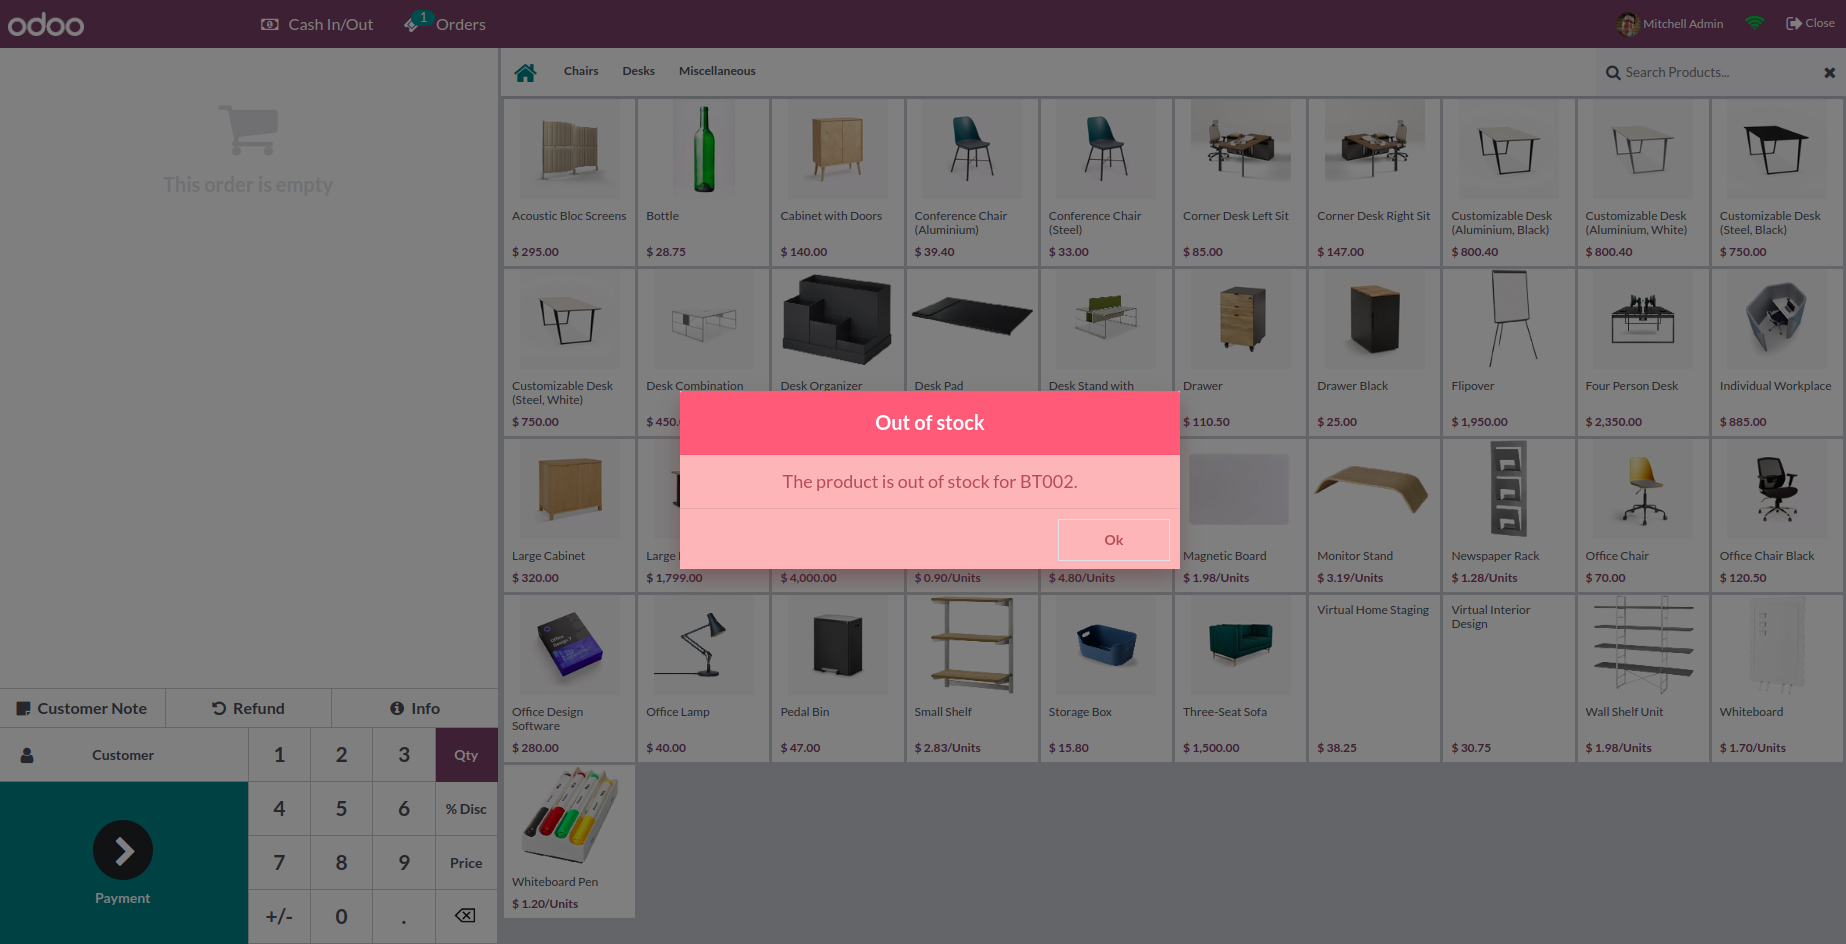 odoo
Cash In/Out
1
Orders
Mitchell Admin
Close
This order is empty
Chairs
Desks
Miscellaneous
Search Products...
Acoustic Bloc Screens
$ 295.00
Bottle
$ 28.75
Cabinet with Doors
$ 140.00
Conference Chair
(Aluminium)
$ 39.40
Conference Chair
(Steel)
$ 33.00
Corner Desk Left Sit
$ 85.00
Corner Desk Right Sit
$ 147.00
Customizable Desk
(Aluminium, Black)
$ 800.40
Customizable Desk
(Aluminium, White)
$ 800.40
Customizable Desk
(Steel, Black)
$ 750.00
Customizable Desk
(Steel, White)
$ 750.00
Desk Combination
$ 450.
Desk Organizer
Desk Pad
Desk Stand with
Drawer
$ 110.50
Drawer Black
$ 25.00
Flipover
$ 1,950.00
Four Person Desk
$ 2,350.00
Individual Workplace
$ 885.00
Out of stock
The product is out of stock for BT002.
Ok
Large Cabinet
$ 320.00
Large
$ 1,799.00
$ 4,000.00
$ 0.90/Units
$ 4.80/Units
Magnetic Board
$ 1.98/Units
Monitor Stand
$ 3.19/Units
Newspaper Rack
$ 1.28/Units
Office Chair
$ 70.00
Office Chair Black
$ 120.50
Office Design
Software
$ 280.00
Office Lamp
$ 40.00
Pedal Bin
$ 47.00
Small Shelf
$ 2.83/Units
Storage Box
$ 15.80
Three-Seat Sofa
$ 1,500.00
Virtual Home Staging
$ 38.25
Virtual Interior
Design
$ 30.75
Wall Shelf Unit
$ 1.98/Units
Whiteboard
$ 1.70/Units
Whiteboard Pen
$ 1.20/Units
Customer Note
Refund
Info
Customer
1
2
3
Qty
4
5
6
% Disc
7
8
9
Price
+/-
0
.
Payment